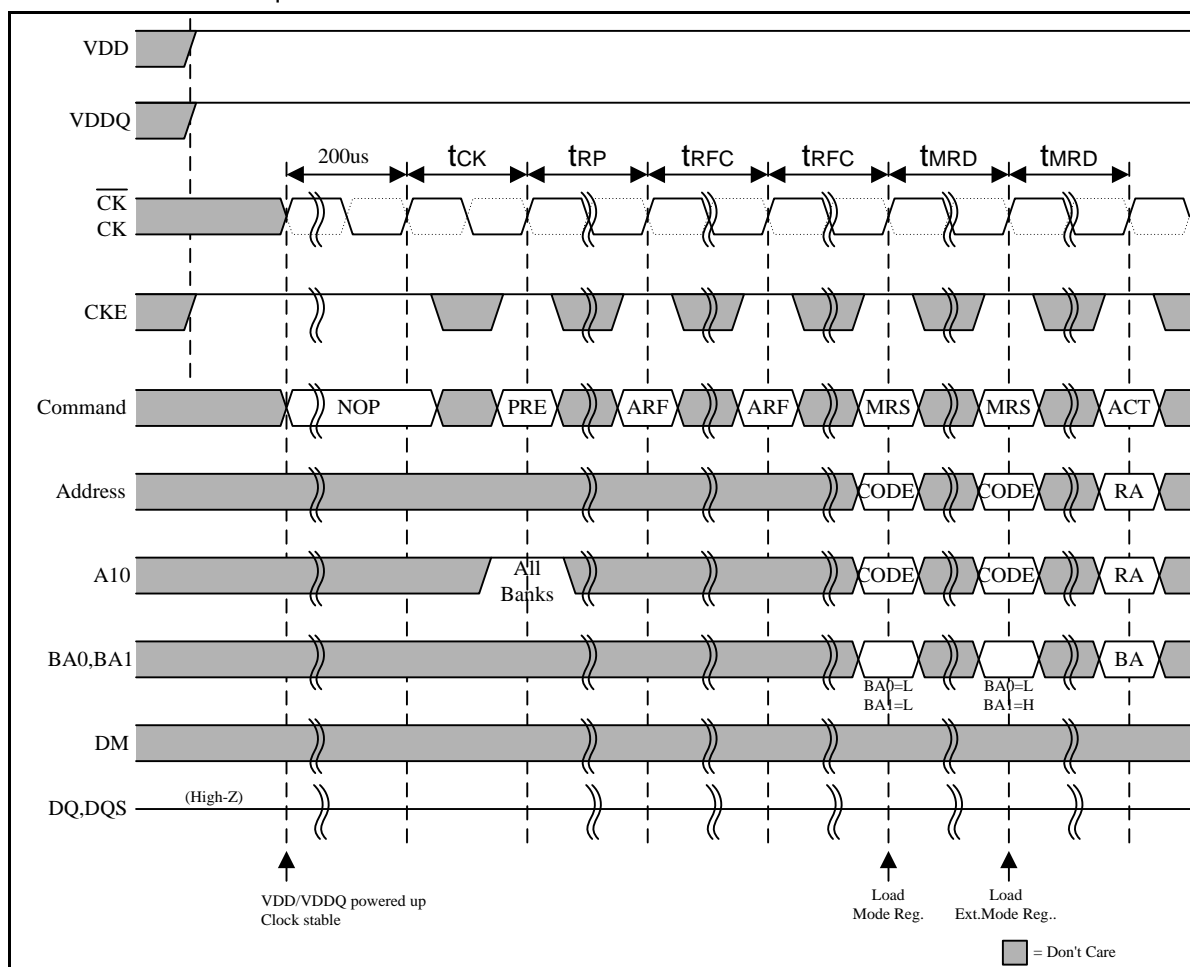 VDD
VDDQ
200us tCK tRP tRFC tRFC tMRD tMRD
CK
CK
CKE
Command NOP PRE ARF ARF MRS MRS ACT
Address CODE CODE RA
A10 All Banks CODE CODE RA
BA0,BA1 BA
BA0=L BA0=L
BA1=L BA1=H
DM
(High-Z)
DQ,DQS
VDD/VDDQ powered up
Clock stable
Load
Mode Reg.
Load
Ext.Mode Reg..
= Don't Care